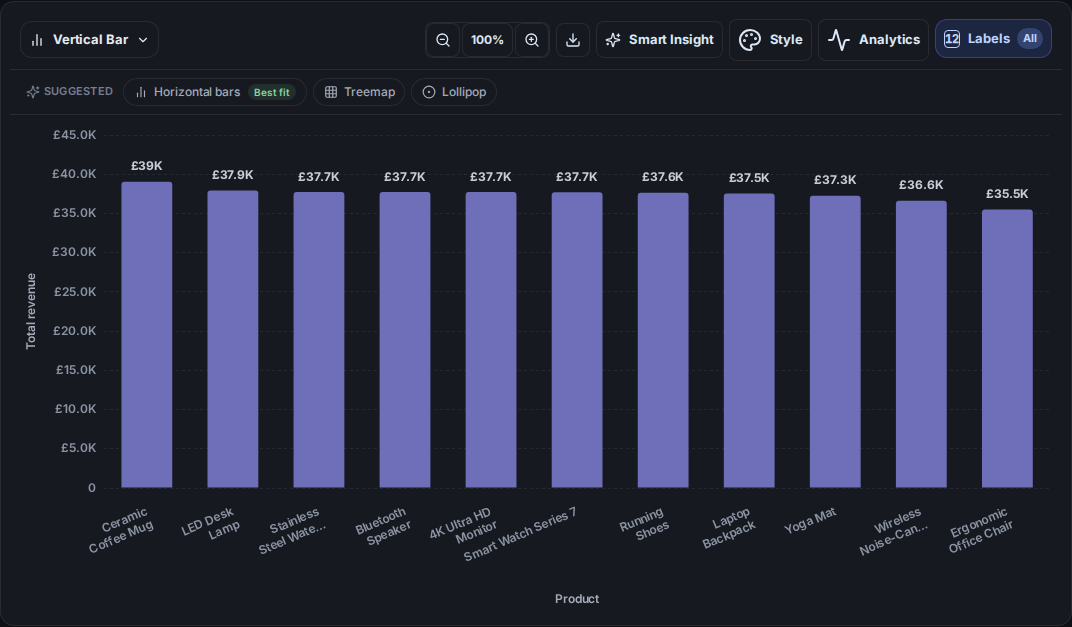 Vertical Bar
100%
Smart Insight
Style
Analytics
12 Labels All
SUGGESTED
Horizontal bars Best fit
Treemap
Lollipop
£45.0K
£40.0K
£35.0K
£30.0K
£25.0K
£20.0K
£15.0K
£10.0K
£5.0K
0
Total revenue
£39K
£37.9K
£37.7K
£37.7K
£37.7K
£37.7K
£37.6K
£37.5K
£37.3K
£36.6K
£35.5K
Ceramic
Coffee Mug
LED Desk
Lamp
Stainless
Steel Wate...
Bluetooth
Speaker
4K Ultra HD
Monitor
Smart Watch Series 7
Running
Shoes
Laptop
Backpack
Yoga Mat
Wireless
Noise-Can...
Ergonomic
Office Chair
Product